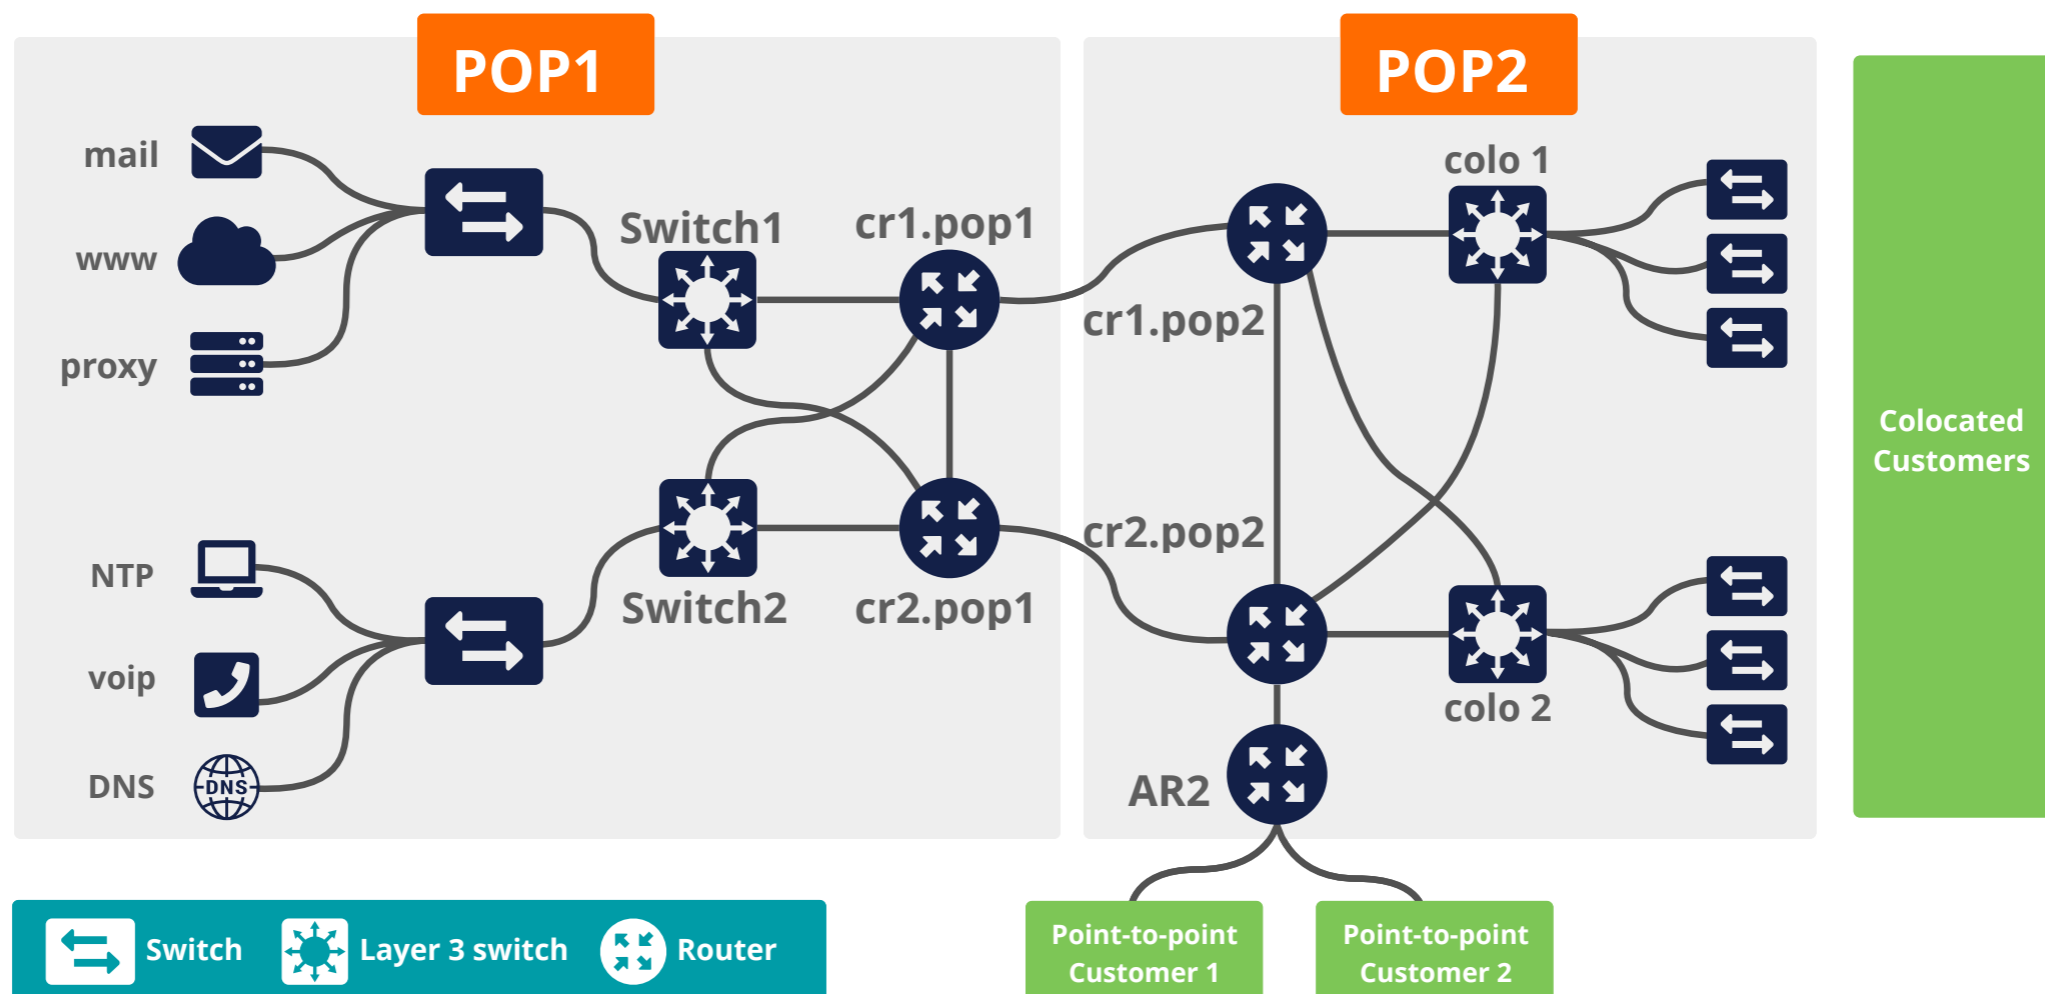 POP1
POP2
mail
www
proxy
Switch1
cr1.pop1
cr1.pop2
colo 1
Colocated
Customers
NTP
voip
DNS
DNS
Switch2
cr2.pop1
cr2.pop2
colo 2
AR2
Switch
Layer 3 switch
Router
Point-to-point
Customer 1
Point-to-point
Customer 2